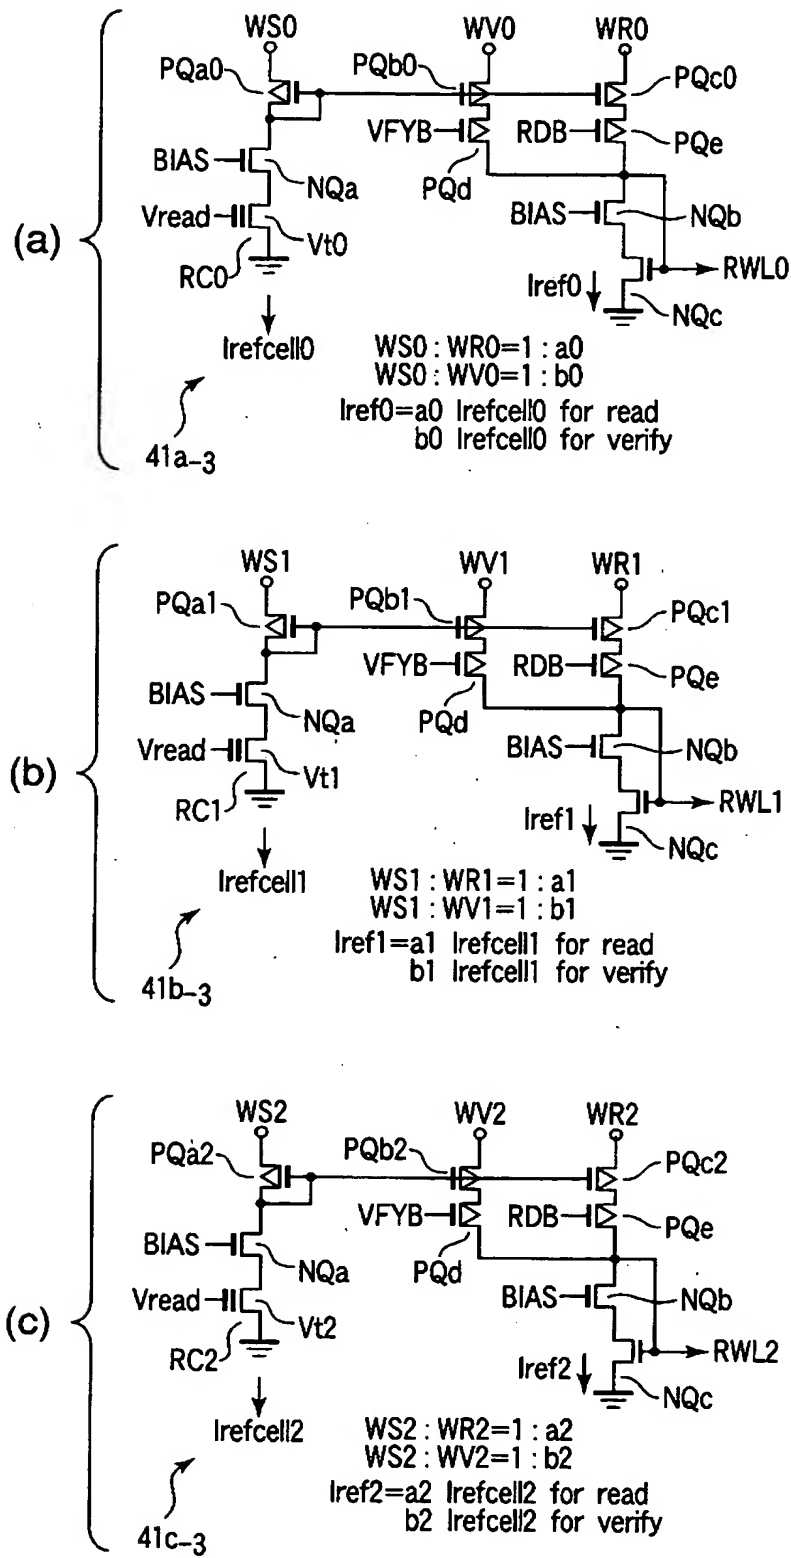 (a)
WS0 WV0 WR0
PQa0 PQb0 PQc0
VFYB RDB PQe
BIAS NQa PQd
BIAS NQb
Vread Vt0
RC0 Iref0 RWL0
NQc
Irefcell0
WS0 : WR0=1 : a0
WS0 : WV0=1 : b0
Iref0=a0 Irefcell0 for read
b0 Irefcell0 for verify
41a-3
(b)
WS1 WV1 WR1
PQa1 PQb1 PQc1
VFYB RDB PQe
BIAS NQa PQd
BIAS NQb
Vread Vt1
RC1 Iref1 RWL1
NQc
Irefcell1
WS1 : WR1=1 : a1
WS1 : WV1=1 : b1
Iref1=a1 Irefcell1 for read
b1 Irefcell1 for verify
41b-3
(c)
WS2 WV2 WR2
PQa2 PQb2 PQc2
VFYB RDB PQe
BIAS NQa PQd
BIAS NQb
Vread Vt2
RC2 Iref2 RWL2
NQc
Irefcell2
WS2 : WR2=1 : a2
WS2 : WV2=1 : b2
Iref2=a2 Irefcell2 for read
b2 Irefcell2 for verify
41c-3